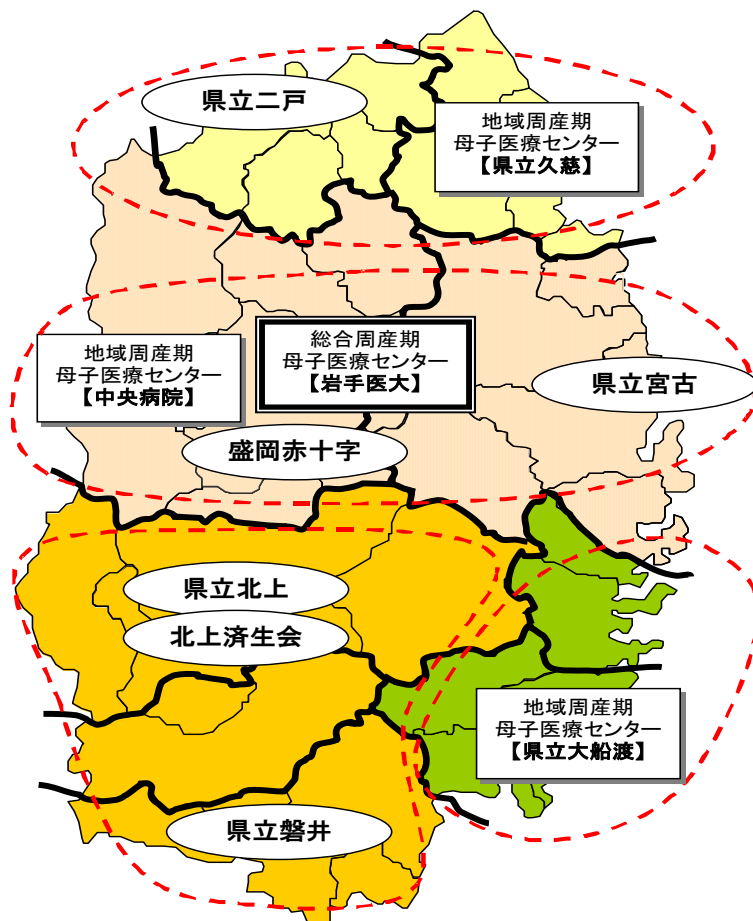 県立二戸
地域周産期
母子医療センター
【県立久慈】
地域周産期
母子医療センター
【中央病院】
総合周産期
母子医療センター
【岩手医大】
県立宮古
盛岡赤十字
県立北上
北上済生会
地域周産期
母子医療センター
【県立大船渡】
県立磐井